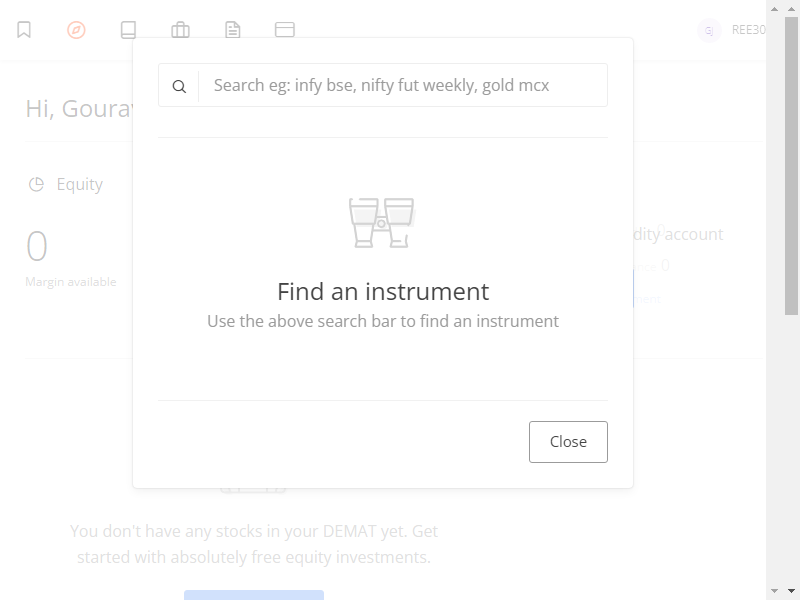 GJ
REE30
Hi, Gourav
Search eg: infy bse, nifty fut weekly, gold mcx
Equity
0
Margin available
dity account
0
Find an instrument
Use the above search bar to find an instrument
Close
You don't have any stocks in your DEMAT yet. Get
started with absolutely free equity investments.